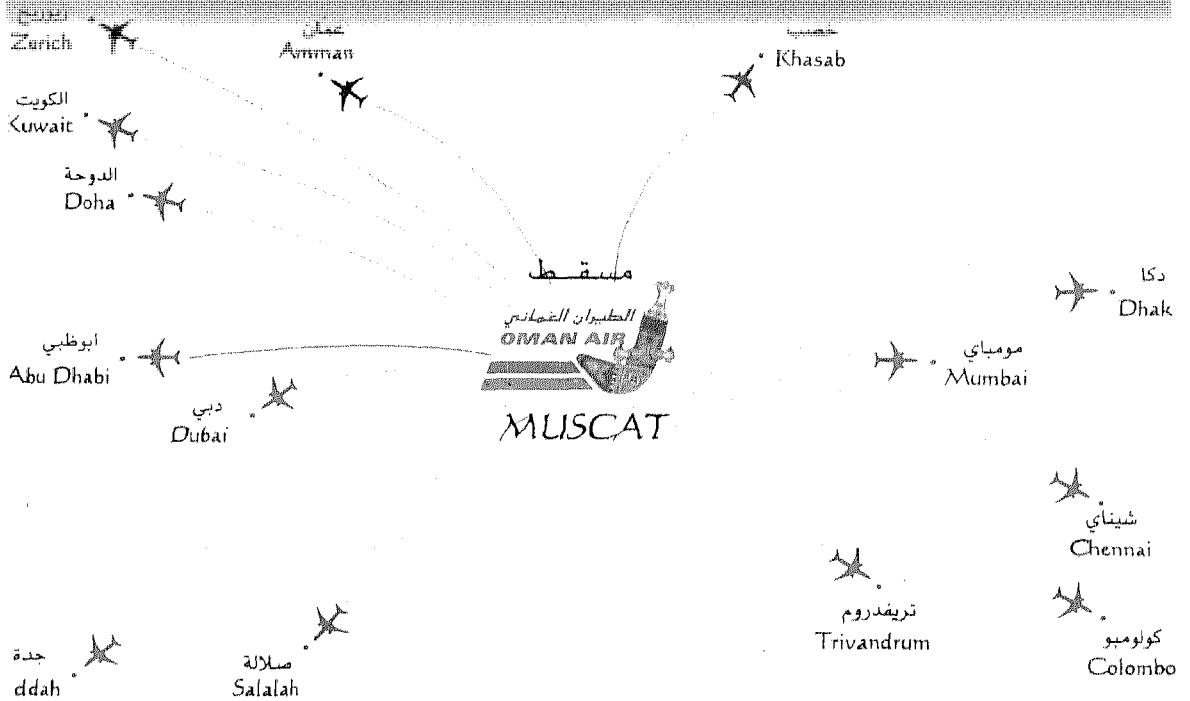 زيوريخ
Zurich
عمان
Amman
خصب
Khasab
الكويت
Kuwait
الدوحة
Doha
مسقط
الطيران العماني
OMAN AIR
MUSCAT
دكا
Dhak
ابوظبي
Abu Dhabi
مومباي
Mumbai
دبي
Dubai
شيناي
Chennai
تريفدروم
Trivandrum
كولومبو
Colombo
جدة
ddah
صلالة
Salalah